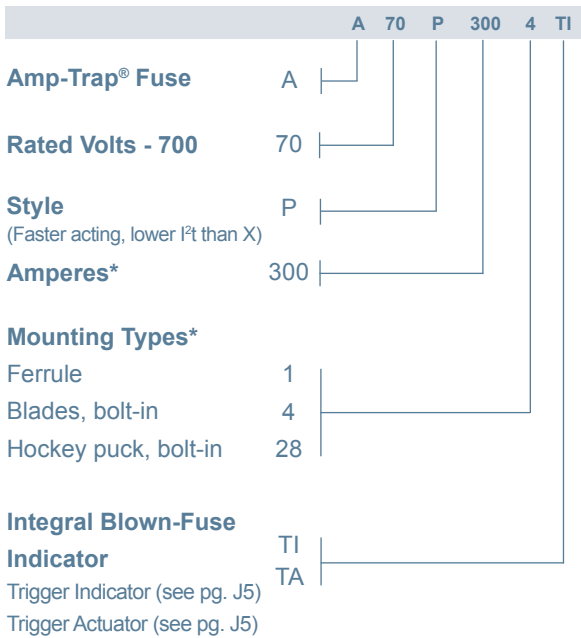 A 70 P 300 4 TI
Amp-Trap® Fuse A
Rated Volts - 700 70
Style P
(Faster acting, lower I²t than X)
Amperes* 300
Mounting Types*
Ferrule 1
Blades, bolt-in 4
Hockey puck, bolt-in 28
Integral Blown-Fuse
Indicator
TI
TA
Trigger Indicator (see pg. J5)
Trigger Actuator (see pg. J5)